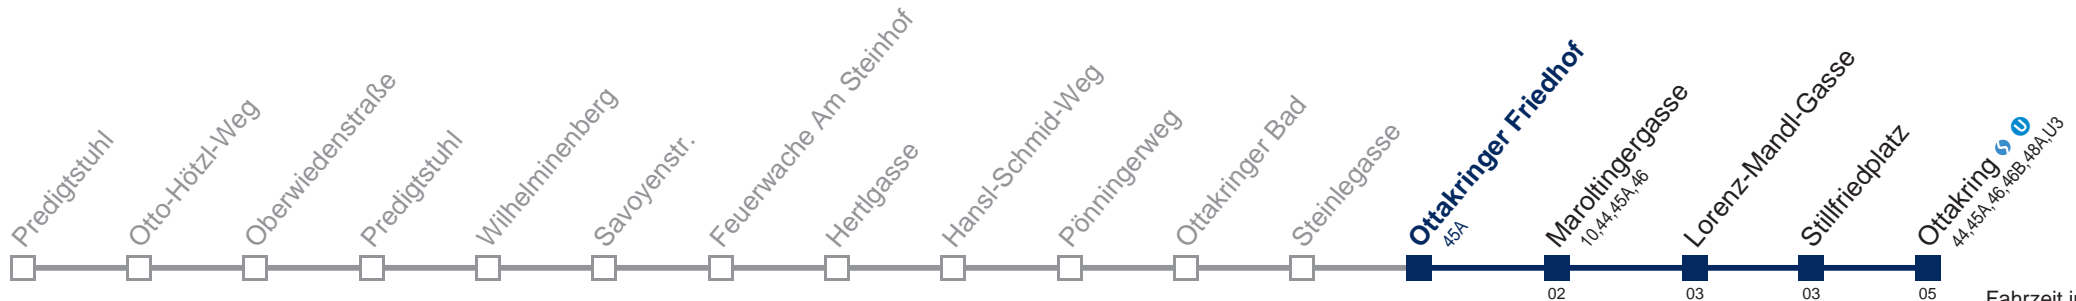 Predigtstuhl
Otto-Hötzl-Weg
Oberwiedenstraße
Predigtstuhl
Wilhelminenberg
Savoyenstr.
Feuerwache Am Steinhof
Hertlgasse
Hansl-Schmid-Weg
Pönningerweg
Ottakringer Bad
Steinlegasse
Ottakringer Friedhof
45A
Maroltingergasse
10,44,45A,46
Lorenz-Mandl-Gasse
Stillfriedplatz
Ottakring S U
44,45A,46,46B,48A,U3
02
03
03
05
Fahrzeit i